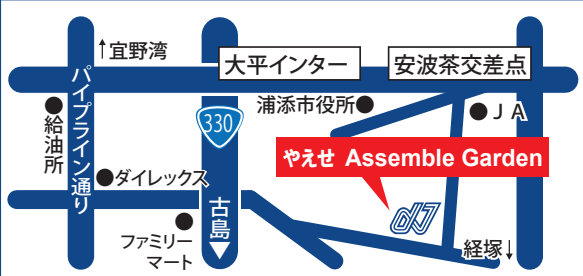 ↑宜野湾
大平インター
安波茶交差点
パイプライン通り
給油所
330
浦添市役所
JA
やえせ Assemble Garden
ダイレックス
古島
ファミリー
マート
経塚↓